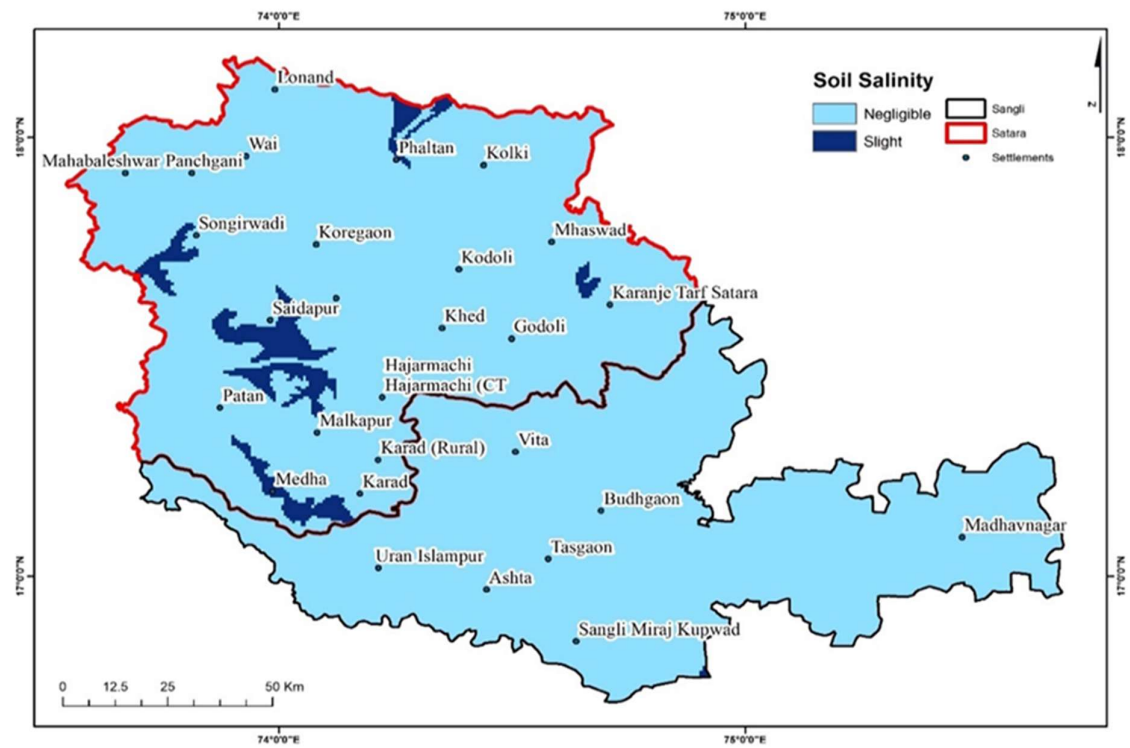 74°0'0"E
75°0'0"E
Lonand
Soil Salinity
Negligible
Slight
Sangli
Satara
Settlements
Z
18°0'0"N
18°0'0"N
Wai
Phaltan
Kolki
Mahabaleshwar Panchgani
Songirwadi
Koregaon
Mhaswad
Kodoli
Karanje Tarf Satara
Saidapur
Khed
Godoli
Hajarmachi
Hajarmachi (CT
Patan
Malkapur
Vita
Karad (Rural)
Medha
Karad
Budhgaon
Madhavnagar
Tasgaon
Uran Islampur
Ashta
17°0'0"N
17°0'0"N
Sangli Miraj Kupwad
0 12.5 25 50 Km
74°0'0"E
75°0'0"E